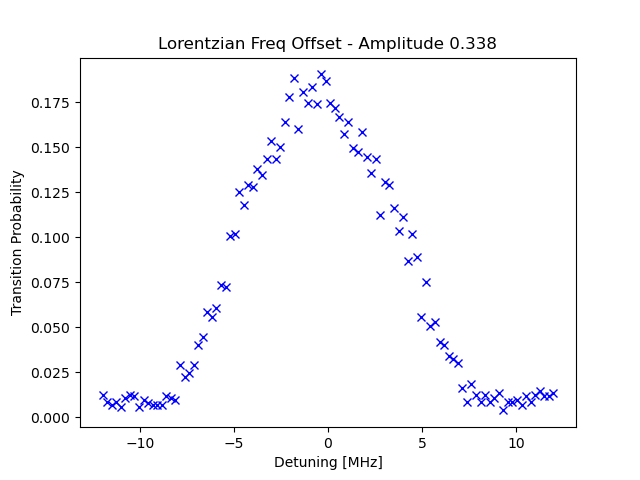 Lorentzian Freq Offset - Amplitude 0.338
Transition Probability
0.175
0.150
0.125
0.100
0.075
0.050
0.025
0.000
−10 −5 0 5 10
Detuning [MHz]